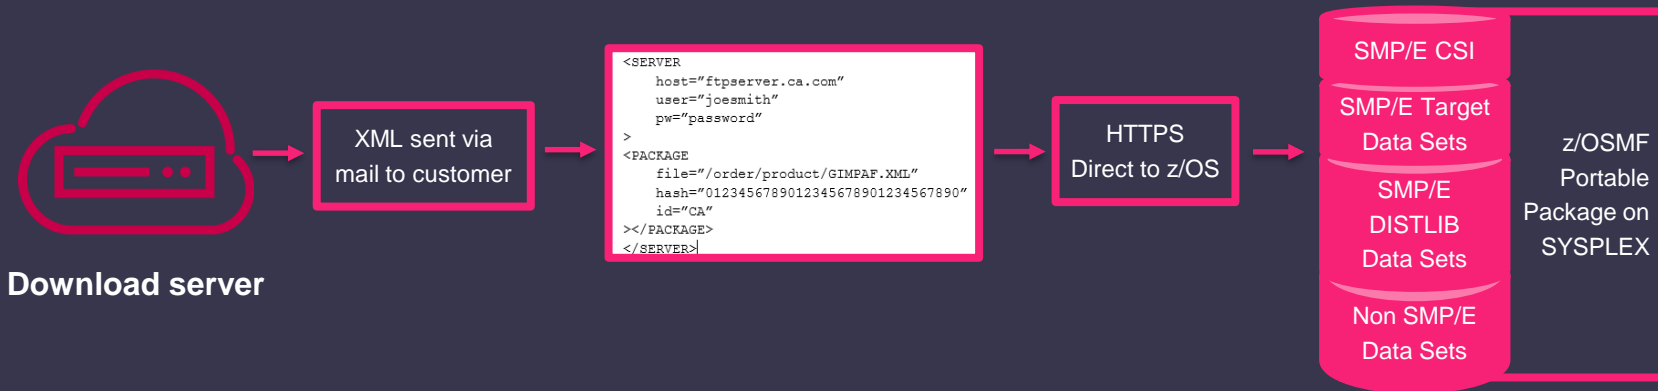 Download server
XML sent via
mail to customer
<SERVER
host=”ftpserver.ca.com”
user=”joesmith”
pw=”password”
>
<PACKAGE
file=”/order/product/GIMPAF.XML”
hash=”0123456789012345678901234567890”
id=”CA”
></PACKAGE>
</SERVER>
HTTPS
Direct to z/OS
SMP/E CSI
SMP/E Target
Data Sets
SMP/E
DISTLIB
Data Sets
Non SMP/E
Data Sets
z/OSMF
Portable
Package on
SYSPLEX